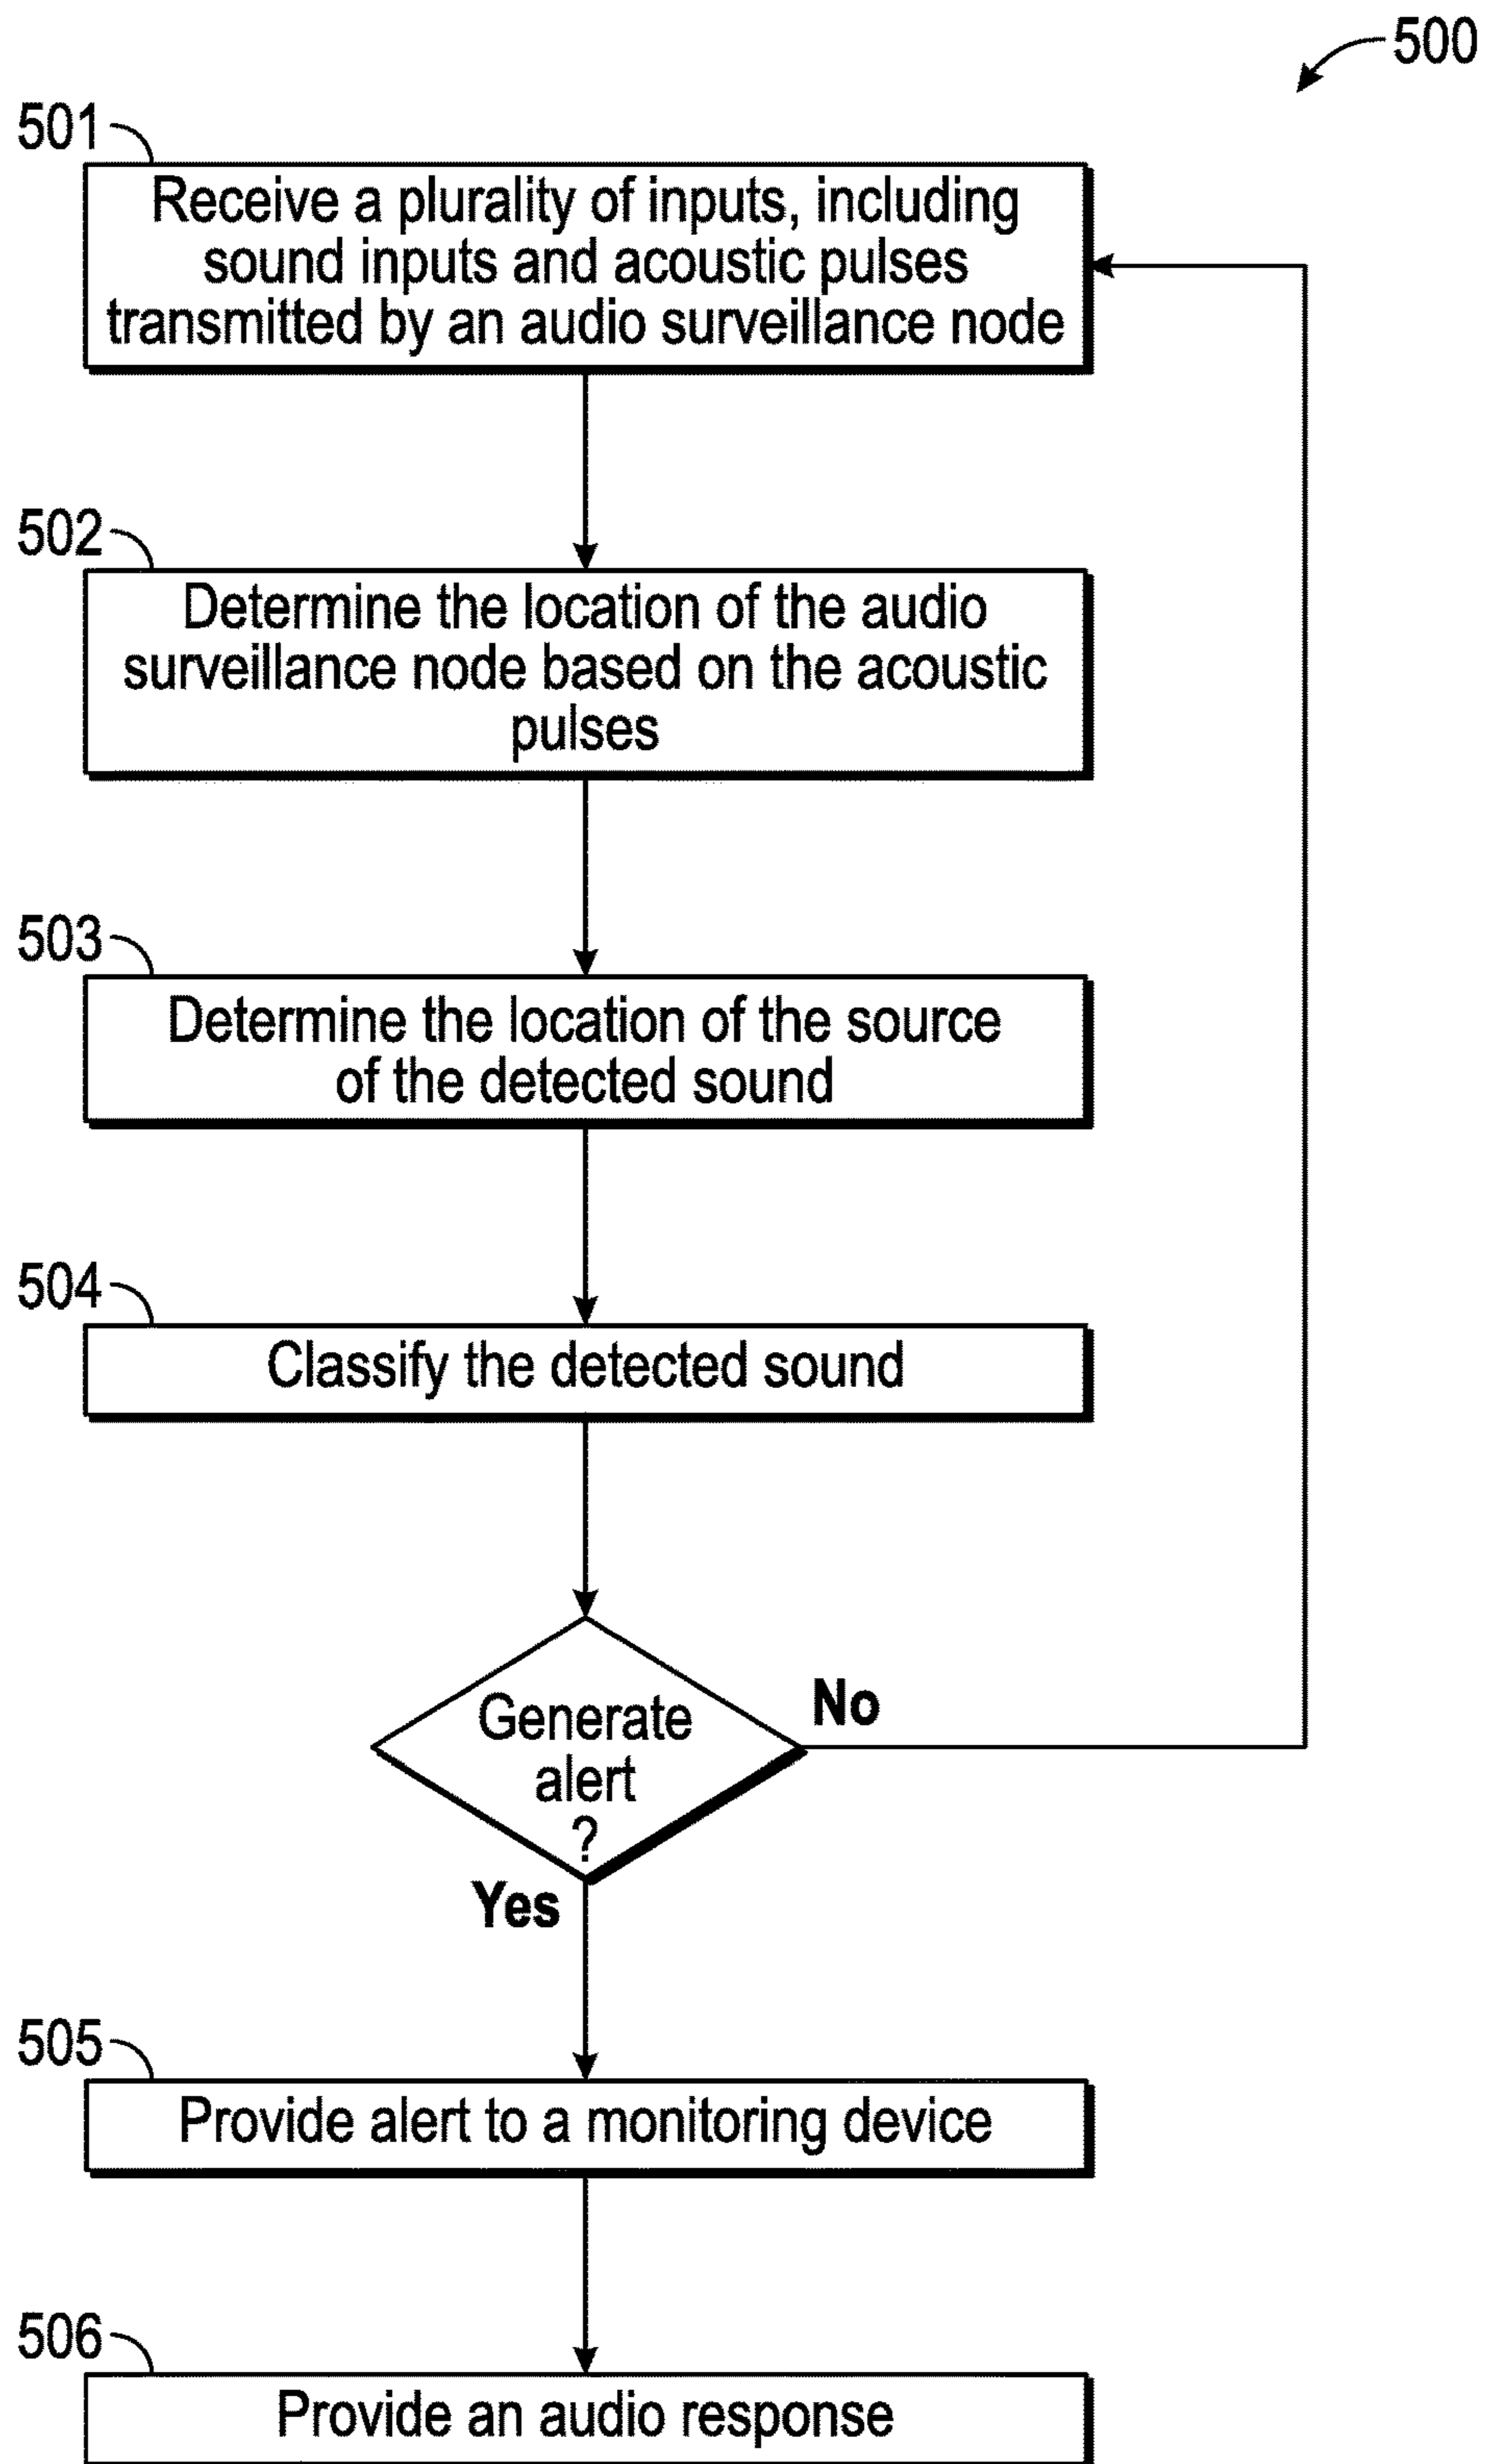 500
501
Receive a plurality of inputs, including
sound inputs and acoustic pulses
transmitted by an audio surveillance node
502
Determine the location of the audio
surveillance node based on the acoustic
pulses
503
Determine the location of the source
of the detected sound
504
Classify the detected sound
Generate
alert
?
No
Yes
505
Provide alert to a monitoring device
506
Provide an audio response